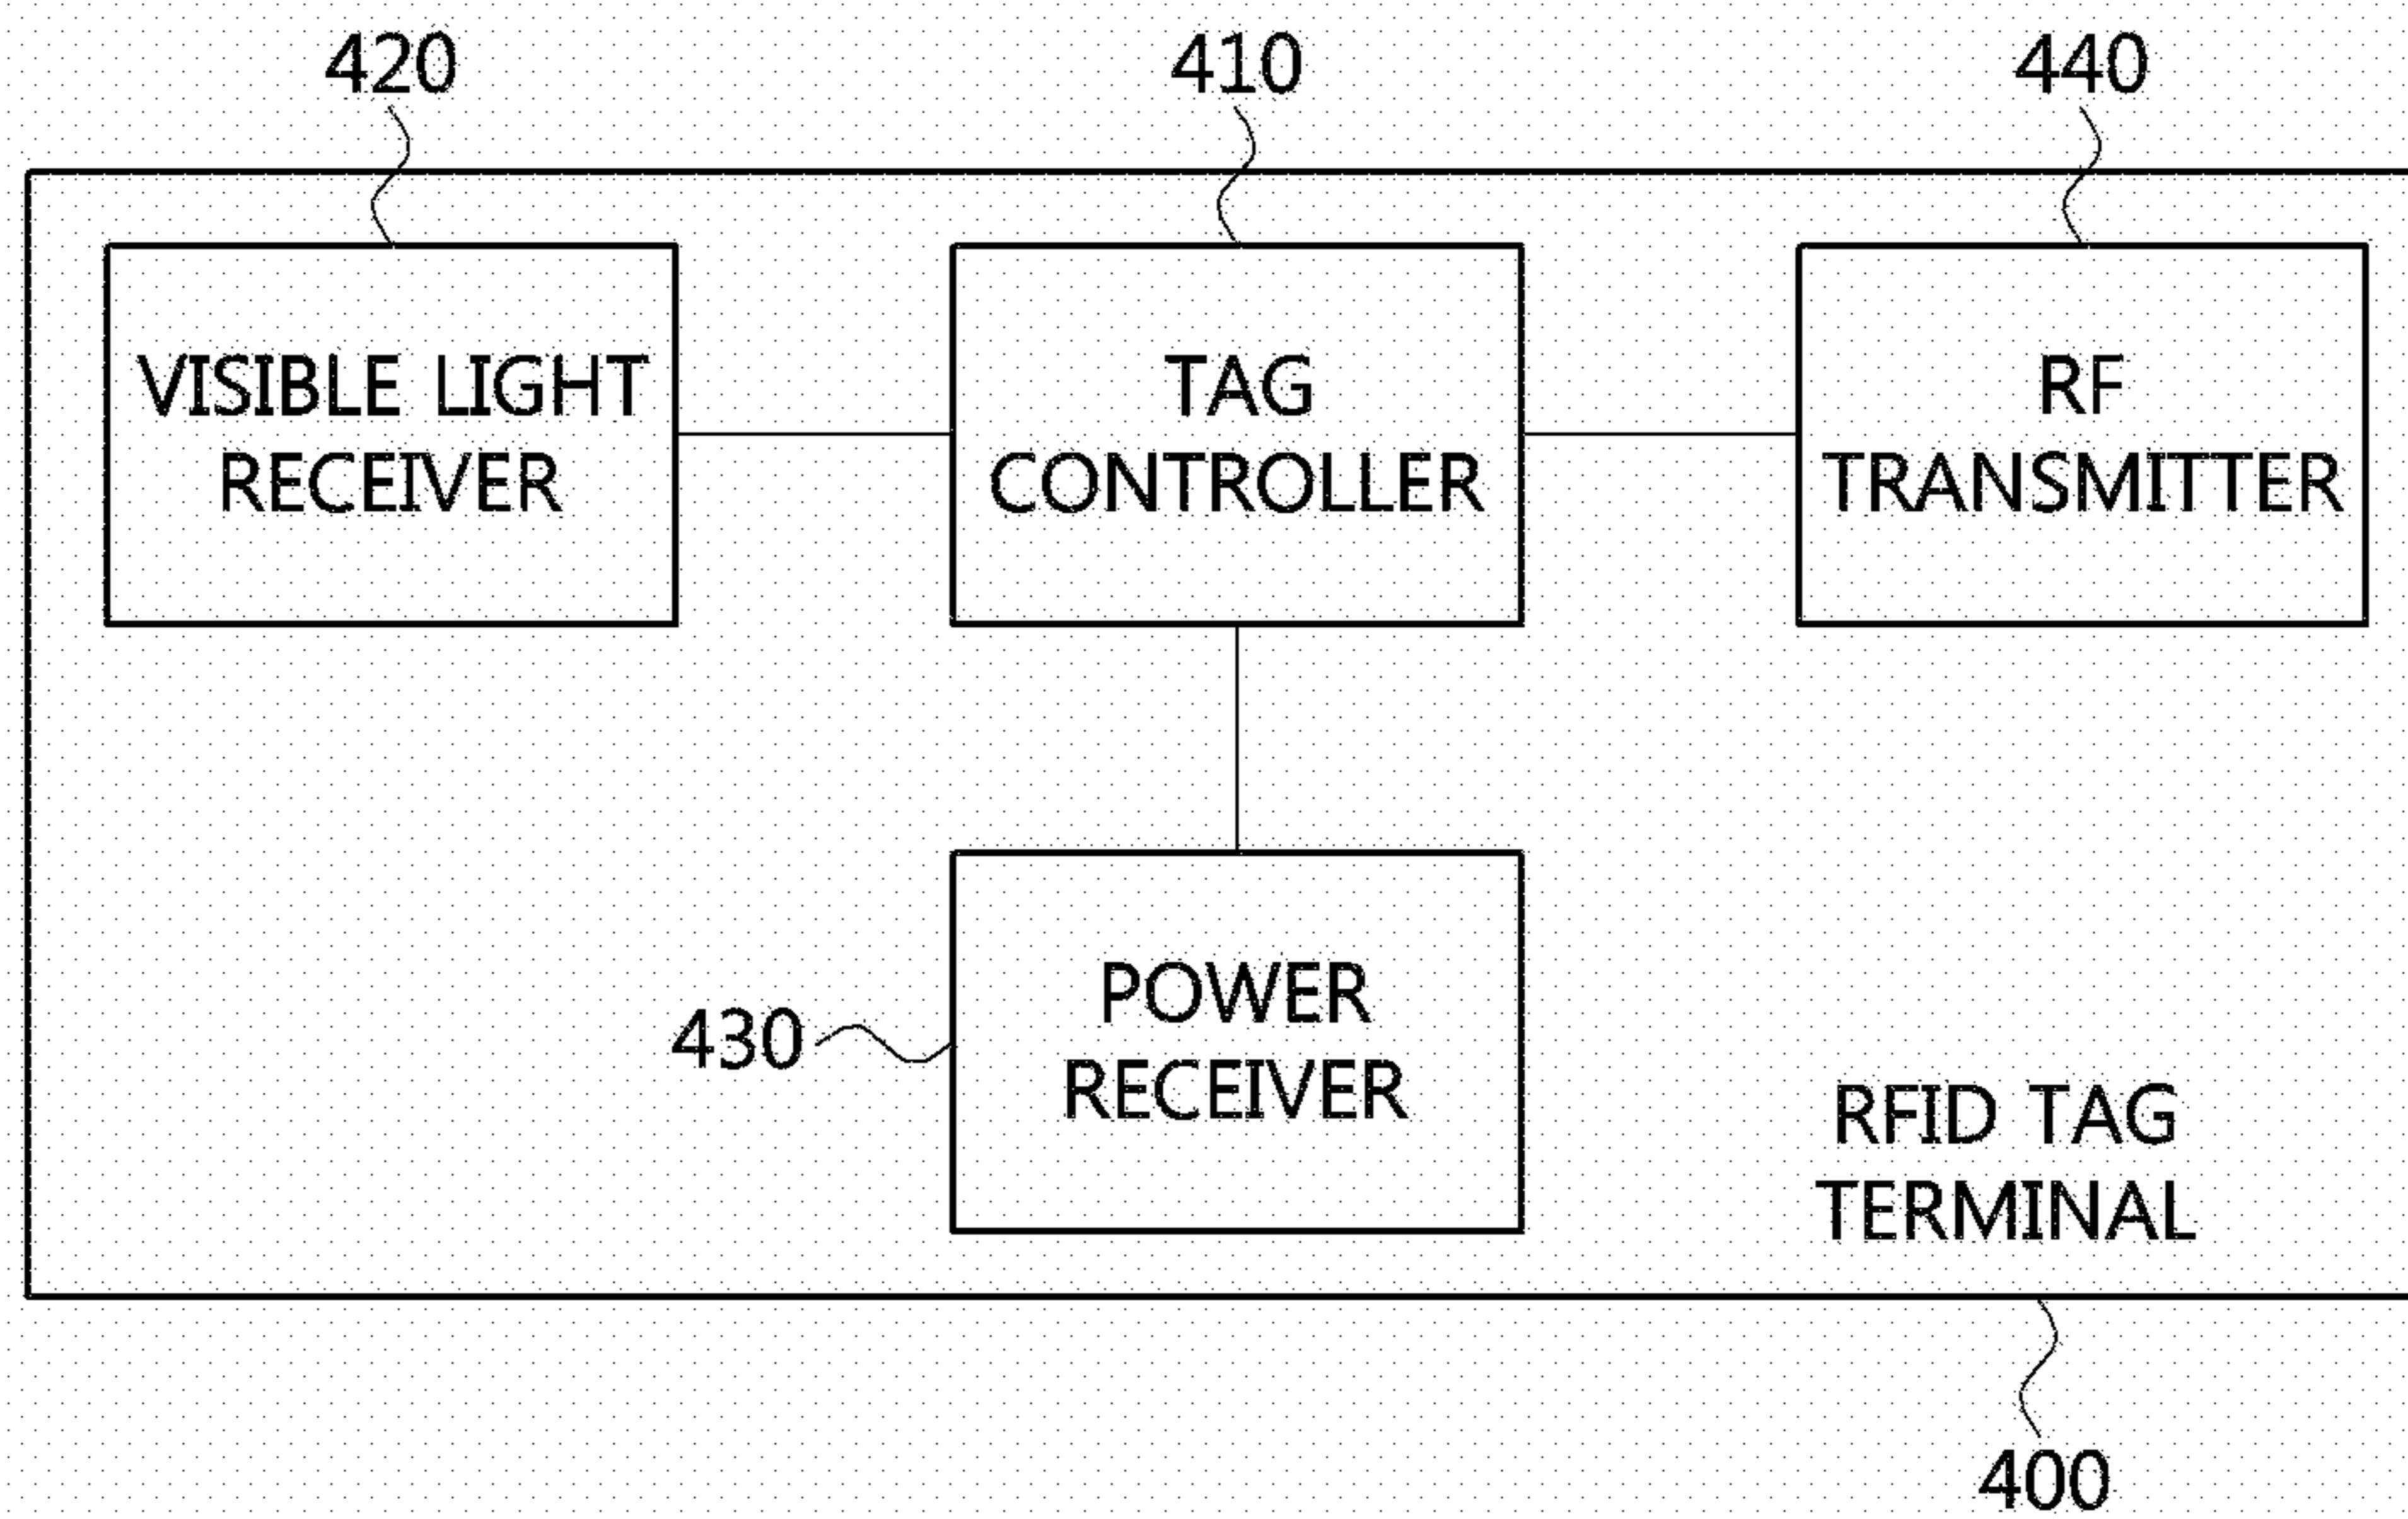 420
410
440
VISIBLE LIGHT
RECEIVER
TAG
CONTROLLER
RF
TRANSMITTER
430
POWER
RECEIVER
RFID TAG
TERMINAL
400